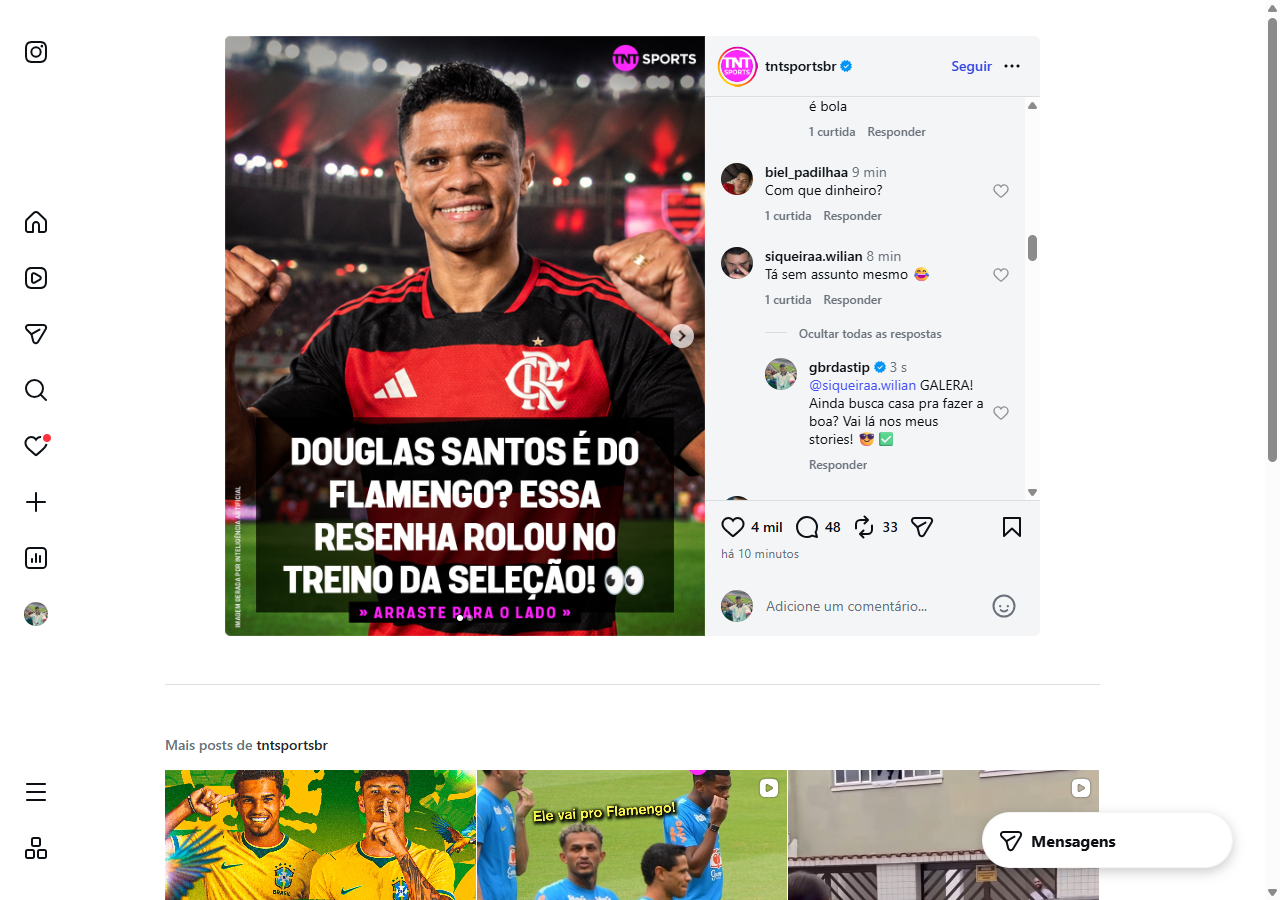 TNT SPORTS
DOUGLAS SANTOS É DO
FLAMENGO? ESSA
RESENHA ROLOU NO
TREINO DA SELEÇÃO! 👀
» ARRASTE PARA O LADO »
IMAGEM GERADA POR INTELIGÊNCIA ARTIFICIAL
TNT
SPORTS
tntsportsbr
Seguir
é bola
1 curtida Responder
biel_padilhaa 9 min
Com que dinheiro?
1 curtida Responder
siqueiraa.wilian 8 min
Tá sem assunto mesmo 😂
1 curtida Responder
Ocultar todas as respostas
gbrdastip 3 s
@siqueiraa.wilian GALERA!
Ainda busca casa pra fazer a
boa? Vai lá nos meus
stories! 😎 ✅
Responder
4 mil 48 33
há 10 minutos
Adicione um comentário...
Mais posts de tntsportsbr
Ele vai pro Flamengo!
BRASIL
Mensagens